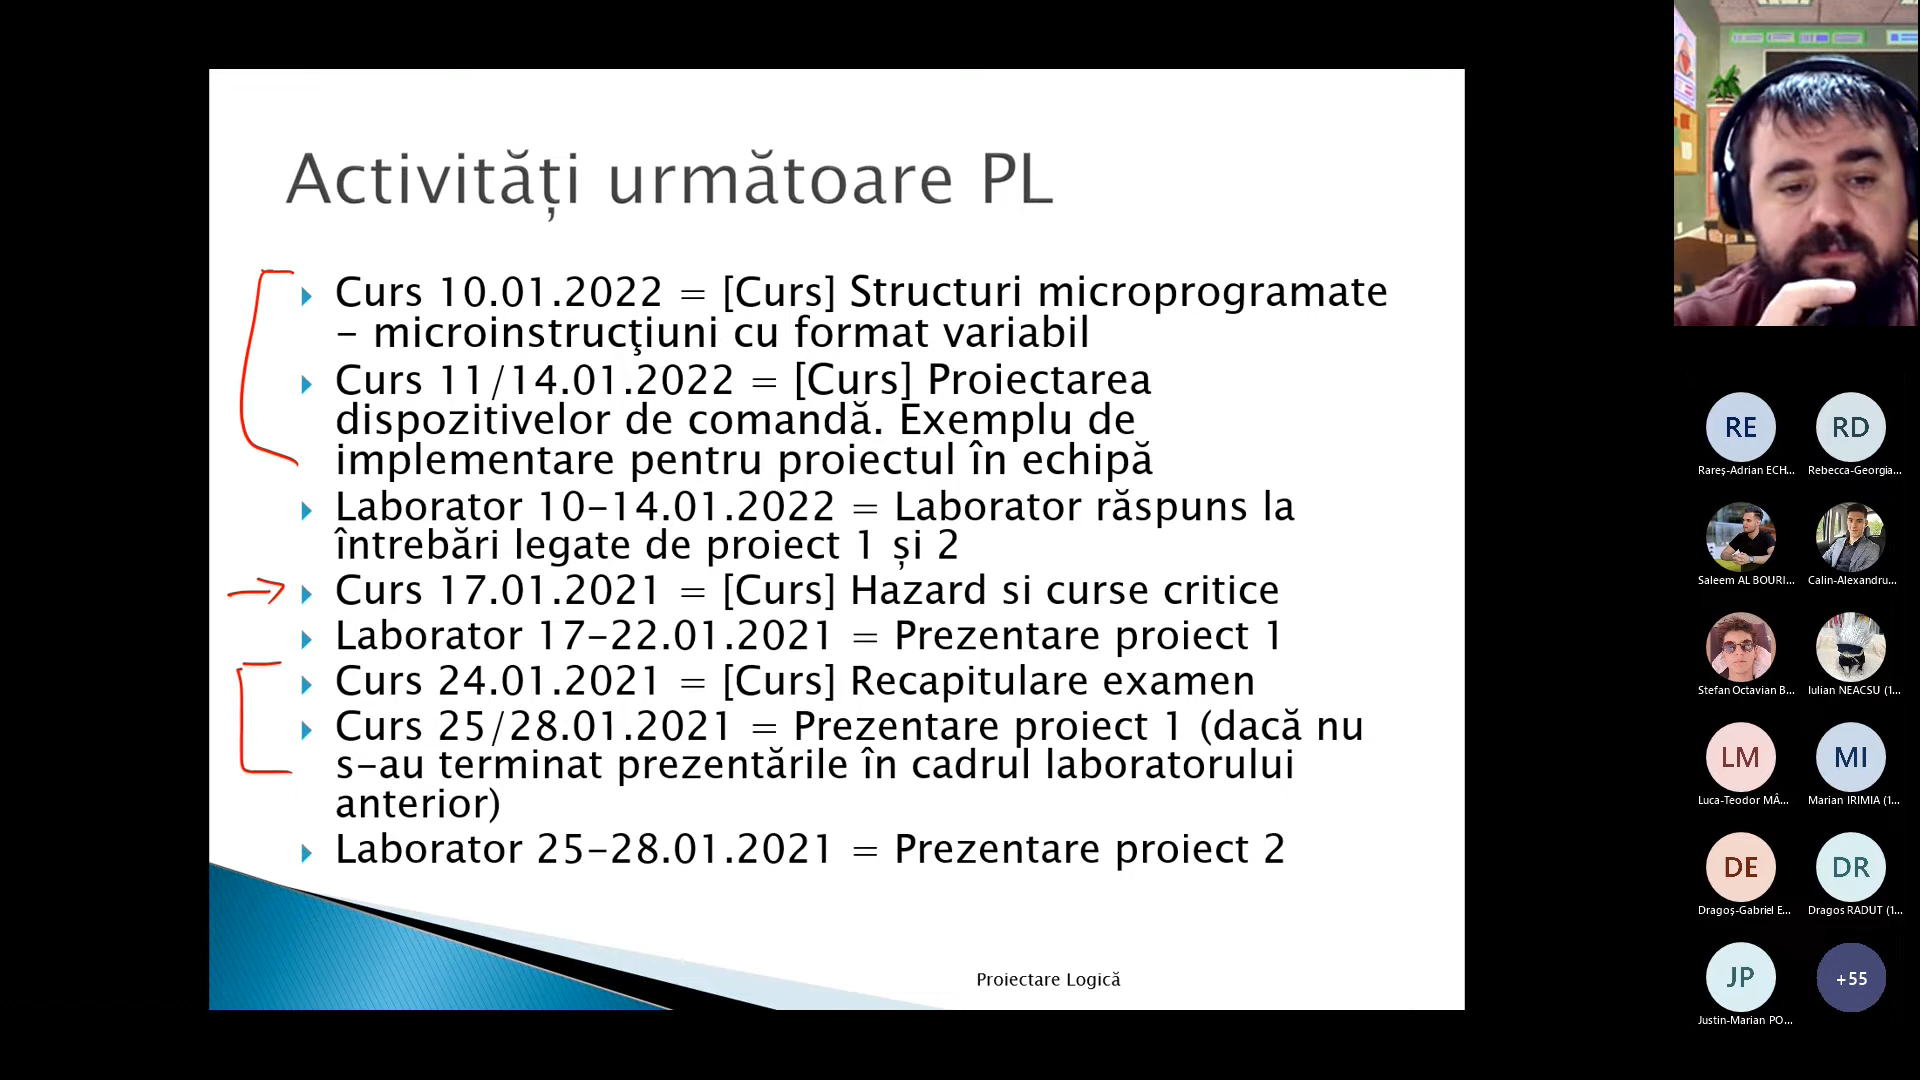 Activități următoare PL
Curs 10.01.2022 = [Curs] Structuri microprogramate
– microinstrucţiuni cu format variabil
Curs 11/14.01.2022 = [Curs] Proiectarea
dispozitivelor de comandă. Exemplu de
implementare pentru proiectul în echipă
Laborator 10–14.01.2022 = Laborator răspuns la
întrebări legate de proiect 1 și 2
Curs 17.01.2021 = [Curs] Hazard si curse critice
Laborator 17–22.01.2021 = Prezentare proiect 1
Curs 24.01.2021 = [Curs] Recapitulare examen
Curs 25/28.01.2021 = Prezentare proiect 1 (dacă nu
s–au terminat prezentările în cadrul laboratorului
anterior)
Laborator 25–28.01.2021 = Prezentare proiect 2
Proiectare Logică
RE
RD
Rareș-Adrian ECH...
Rebecca-Georgia...
Saleem AL BOURI...
Calin-Alexandru...
Stefan Octavian B...
Iulian NEACSU (1...
LM
MI
Luca-Teodor MÂ...
Marian IRIMIA (1...
DE
DR
Dragoş-Gabriel E...
Dragos RADUT (1...
JP
+55
Justin-Marian PO...